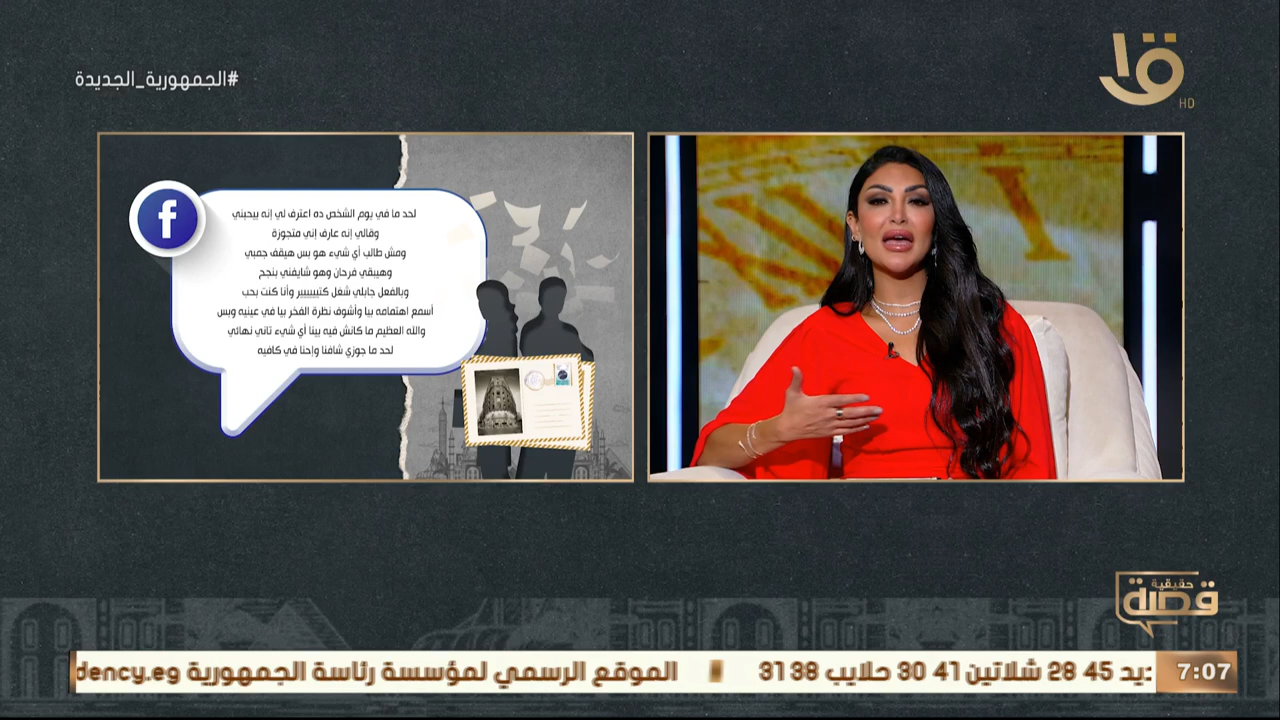 #الجمهورية_الجديدة
HD
f
لحد ما في يوم الشخص ده اعترف لي إنه بيحبني
وقالي إنه عارف إني متجوزة
ومش طالب أي شيء هو بس هيقف جمبي
وهيبقي فرحان وهو شايفني بنجح
وبالفعل جابلي شغل كتييييير وأنا كنت بحب
أسمع اهتمامه بيا وأشوف نظرة الفخر بيا في عينيه وبس
والله العظيم ما كانش فيه بينا أي شيء تاني نهائي
لحد ما جوزي شافنا وإحنا في كافيه
قصة حقيقية
7:07
يد 45 28 شلاتين 41 30 حلايب 38 31 الموقع الرسمي لمؤسسة رئاسة الجمهورية dency.eg